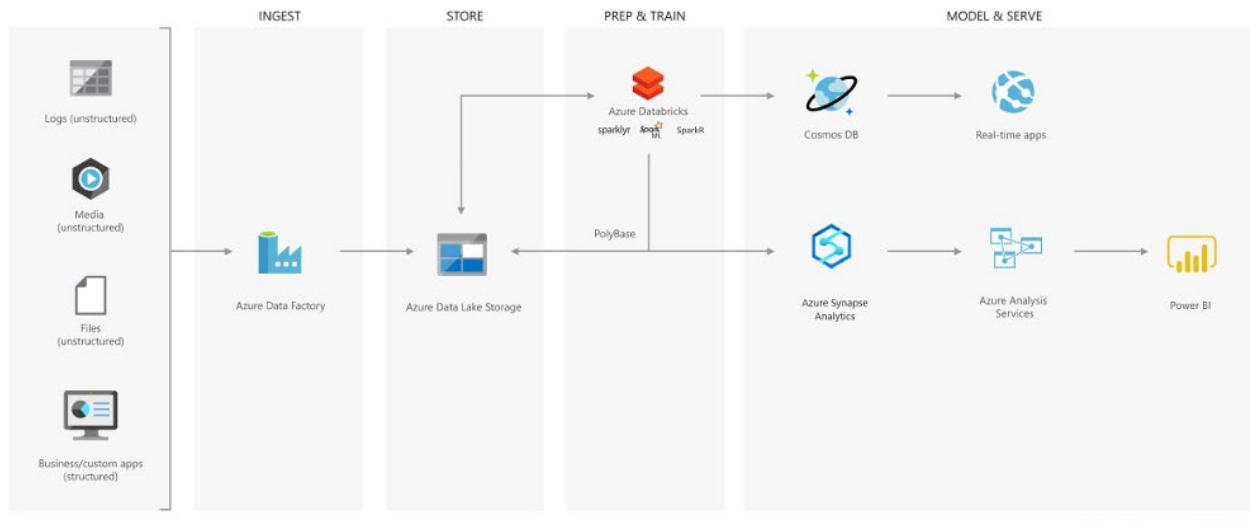 INGEST
STORE
PREP & TRAIN
MODEL & SERVE
Logs (unstructured)
Media
(unstructured)
Files
(unstructured)
Business/custom apps
(structured)
Azure Data Factory
Azure Data Lake Storage
Azure Databricks
sparklyr Spark ML SparkR
PolyBase
Cosmos DB
Real-time apps
Azure Synapse
Analytics
Azure Analysis
Services
Power BI